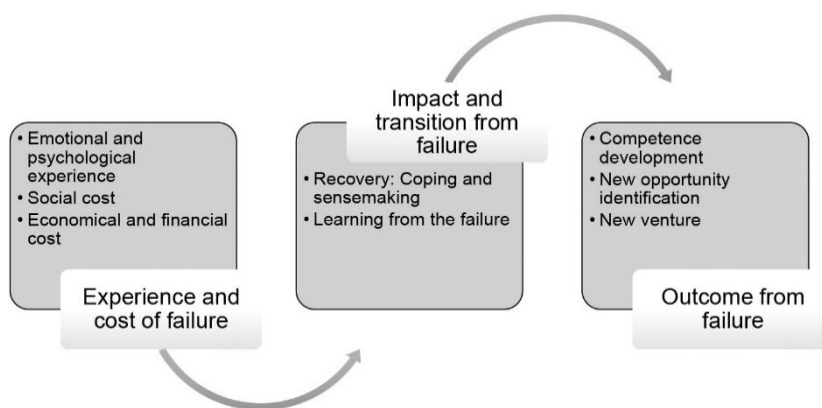 • Emotional and
psychological
experience
• Social cost
• Economical and financial
cost
Experience and
cost of failure
Impact and
transition from
failure
• Recovery: Coping and
sensemaking
• Learning from the failure
• Competence
development
• New opportunity
identification
• New venture
Outcome from
failure